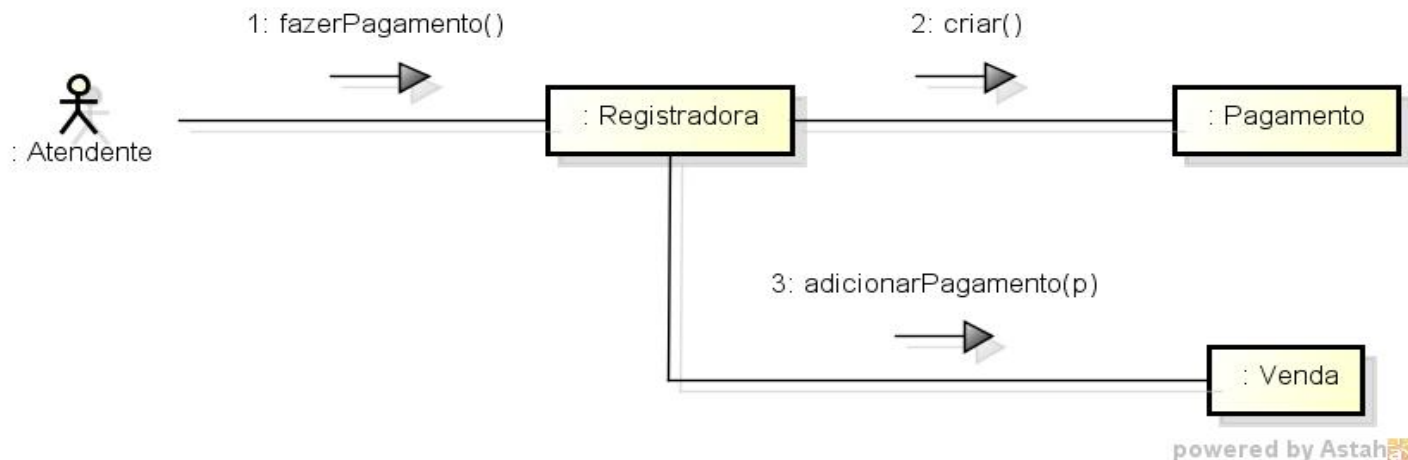 1: fazerPagamento()
2: criar()
: Atendente
: Registradora
: Pagamento
3: adicionarPagamento(p)
: Venda
powered by Astah